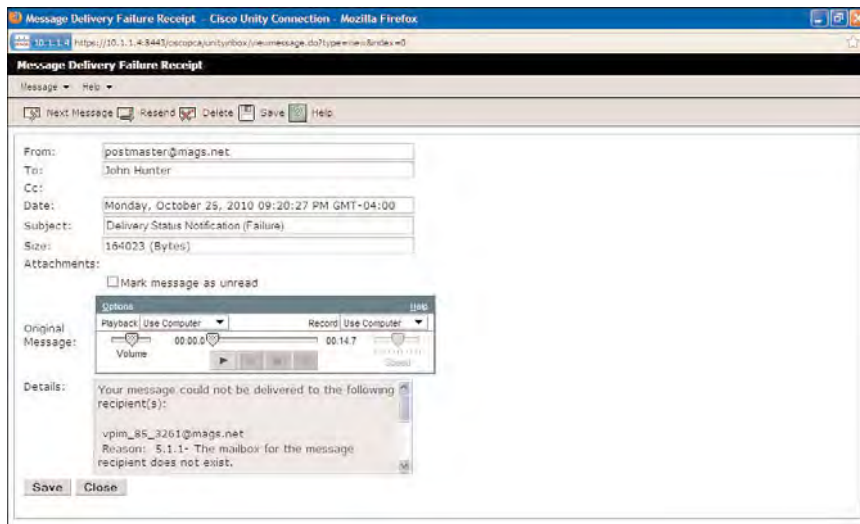 Message Delivery Failure Receipt - Cisco Unity Connection - Mozilla Firefox
10.1.1.4 https://10.1.1.4:8443/ciscopca/unityinbox/viewmessage.do?type=new&index=0
Message Delivery Failure Receipt
Message Help
Next Message Resend Delete Save Help
From: postmaster@mags.net
To: John Hunter
Cc:
Date: Monday, October 25, 2010 09:20:27 PM GMT-04:00
Subject: Delivery Status Notification (Failure)
Size: 164023 (Bytes)
Attachments:
Mark message as unread
Options Help
Playback Use Computer Record Use Computer
Original Message:
00:00.0 00:14.7
Volume Speed
Details: Your message could not be delivered to the following
recipient(s):
vpim_85_3261@mags.net
Reason: 5.1.1- The mailbox for the message
recipient does not exist.
Save Close